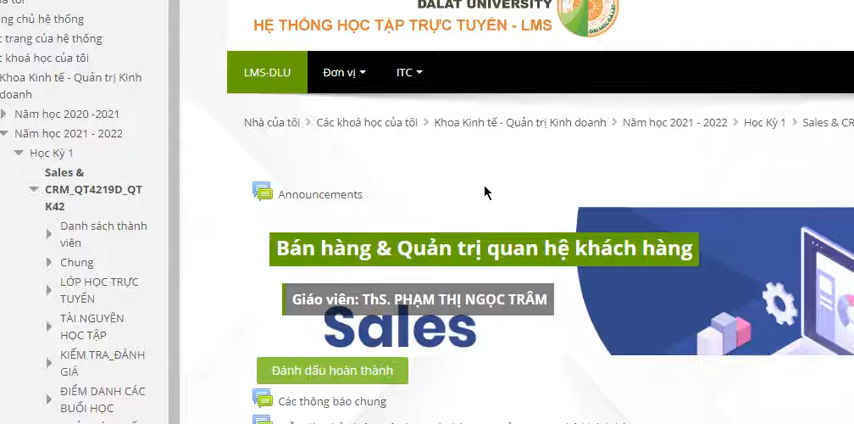 ng chủ hệ thống
c trang của hệ thống
c khoá học của tôi
Khoa Kinh tế - Quản trị Kinh
doanh
Năm học 2020 -2021
Năm học 2021 - 2022
Học Kỳ 1
Sales &
CRM_QT4219D_QT
K42
Danh sách thành
viên
Chung
LỚP HỌC TRỰC
TUYẾN
TÀI NGUYÊN
HỌC TẬP
KIỂM TRA_ĐÁNH
GIÁ
ĐIỂM DANH CÁC
BUỔI HỌC
DALAT UNIVERSITY
HỆ THỐNG HỌC TẬP TRỰC TUYẾN - LMS
LMS-DLU Đơn vị ITC
Nhà của tôi Các khoá học của tôi Khoa Kinh tế - Quản trị Kinh doanh Năm học 2021 - 2022 Học Kỳ 1 Sales & CR
Announcements
Bán hàng & Quản trị quan hệ khách hàng
Giáo viên: ThS. PHẠM THỊ NGỌC TRÂM
Sales
Đánh dấu hoàn thành
Các thông báo chung